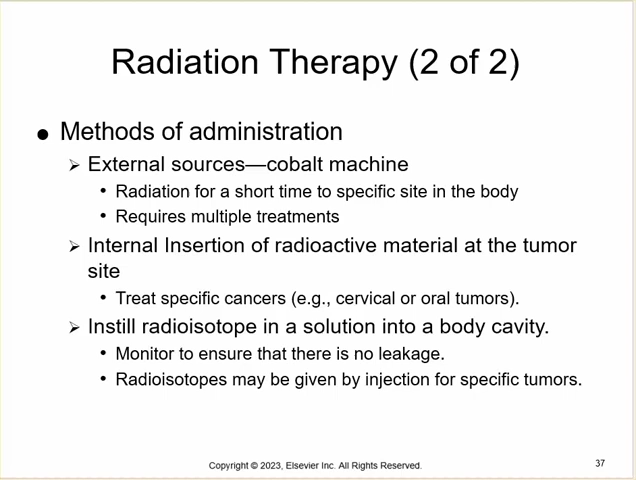 Radiation Therapy (2 of 2)
● Methods of administration
➢ External sources—cobalt machine
• Radiation for a short time to specific site in the body
• Requires multiple treatments
➢ Internal Insertion of radioactive material at the tumor
site
• Treat specific cancers (e.g., cervical or oral tumors).
➢ Instill radioisotope in a solution into a body cavity.
• Monitor to ensure that there is no leakage.
• Radioisotopes may be given by injection for specific tumors.
Copyright © 2023, Elsevier Inc. All Rights Reserved.
37